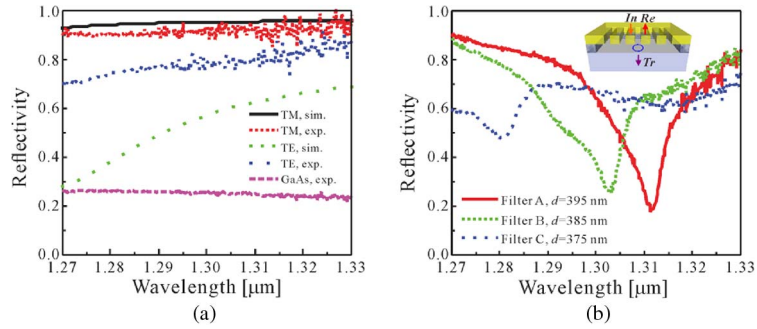 (a)
Reflectivity
1.0
0.8
0.6
0.4
0.2
0.0
TM, sim.
TM, exp.
TE, sim.
TE, exp.
GaAs, exp.
1.27 1.28 1.29 1.30 1.31 1.32 1.33
Wavelength [μm]
(a)
(b)
Reflectivity
1.0
0.8
0.6
0.4
0.2
0.0
In Re
Tr
Filter A, d=395 nm
Filter B, d=385 nm
Filter C, d=375 nm
1.27 1.28 1.29 1.30 1.31 1.32 1.33
Wavelength [μm]
(b)